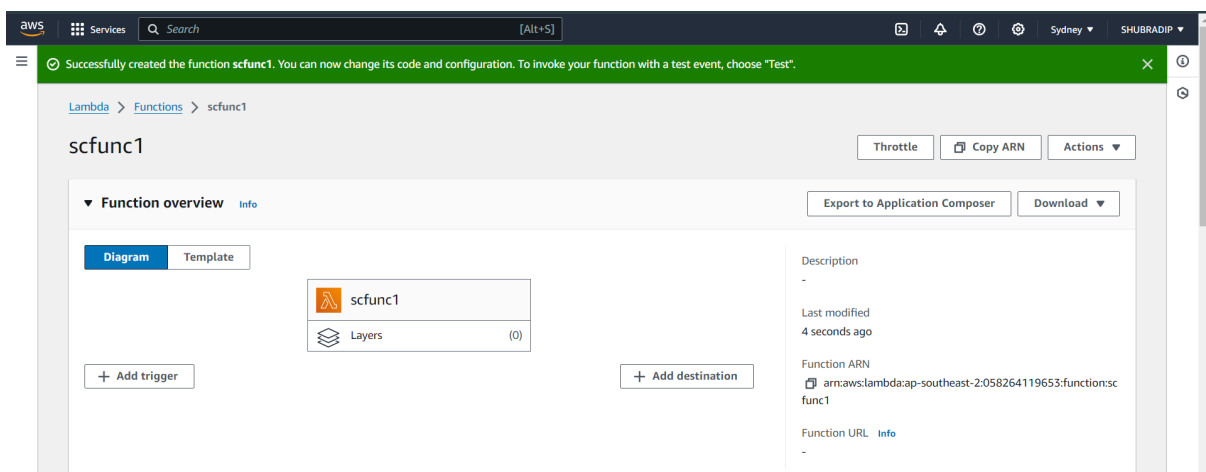 aws
Services
Search
[Alt+S]
Sydney
SHUBRADIP
Successfully created the function scfunc1. You can now change its code and configuration. To invoke your function with a test event, choose "Test".
Lambda > Functions > scfunc1
scfunc1
Throttle
Copy ARN
Actions
Function overview Info
Export to Application Composer
Download
Diagram
Template
scfunc1
Layers
(0)
+ Add trigger
+ Add destination
Description
-
Last modified
4 seconds ago
Function ARN
arn:aws:lambda:ap-southeast-2:058264119653:function:sc
func1
Function URL Info
-